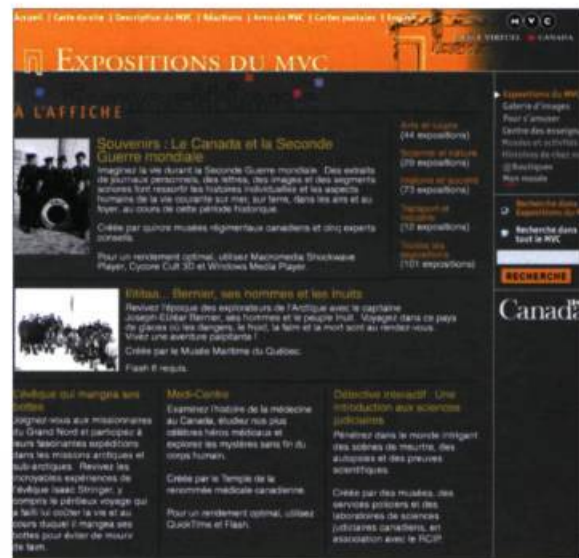 Accueil | Carte du site | Description du MVC | Réactions | Amis du MVC | Cartes postales | English
MVC
MUSÉE VIRTUEL CANADA
EXPOSITIONS DU MVC
À L'AFFICHE
Souvenirs : Le Canada et la Seconde
Guerre mondiale
Imaginez la vie durant la Seconde Guerre mondiale. Des extraits
de journaux personnels, des lettres, des images et des segments
sonores font ressortir les histoires individuelles et les aspects
humains de la vie courante sur mer, sur terre, dans les airs et au
foyer, au cours de cette période historique.
Créée par quinze musées régimentaux canadiens et cinq experts
conseils.
Pour un rendement optimal, utilisez Macromedia Shockwave
Player, Cycore Cult 3D et Windows Media Player.
Arts et
(44 expositions)
Science et nature
(29 expositions)
Histoire et société
(73 expositions)
Transport et
industrie
(12 expositions)
Toutes les
expositions
(101 expositions)
Expositions du MVC
Galerie d'images
Pour s'amuser
Centre des enseign
Musées et activités
Histoires de chez n
Boutiques
Mon musée
Recherche dans
Expositions du
Recherche dans
tout le MVC
RECHERCHE
Canada
Bernier, ses hommes et les Inuits
Revivez l'époque des explorateurs de l'Arctique avec le capitaine
Joseph-Elzéar Bernier, ses hommes et le peuple Inuit. Voyagez dans ce pays
de glaces où les dangers, le froid, la faim et la mort sont au rendez-vous.
Vivez une aventure palpitante !
Créée par le Musée Maritime du Québec.
Flash 6 requis.
L'évêque qui mangea ses
bottes
Joignez-vous aux missionnaires
du Grand Nord et participez à
leurs fascinantes expéditions
dans les missions arctiques et
sub-arctiques. Revivez les
incroyables expériences de
l'évêque Isaac Stringer, y
compris le périlleux voyage qui
a failli lui coûter la vie et au
cours duquel il mangea ses
bottes pour éviter de mourir
de faim.
Medi-Centre
Examinez l'histoire de la médecine
au Canada, étudiez nos plus
célèbres héros médicaux et
explorez les mystères sans fin du
corps humain.
Créée par le Temple de la
renommée médicale canadienne.
Pour un rendement optimal, utilisez
QuickTime et Flash.
Détective interactif : Une
introduction aux sciences
judiciaires
Pénétrez dans le monde intrigant
des scènes de meurtre, des
autopsies et des preuves
scientifiques.
Créée par des musées, des
services policiers et des
laboratoires de sciences
judiciaires canadiens, en
association avec le RCIP.